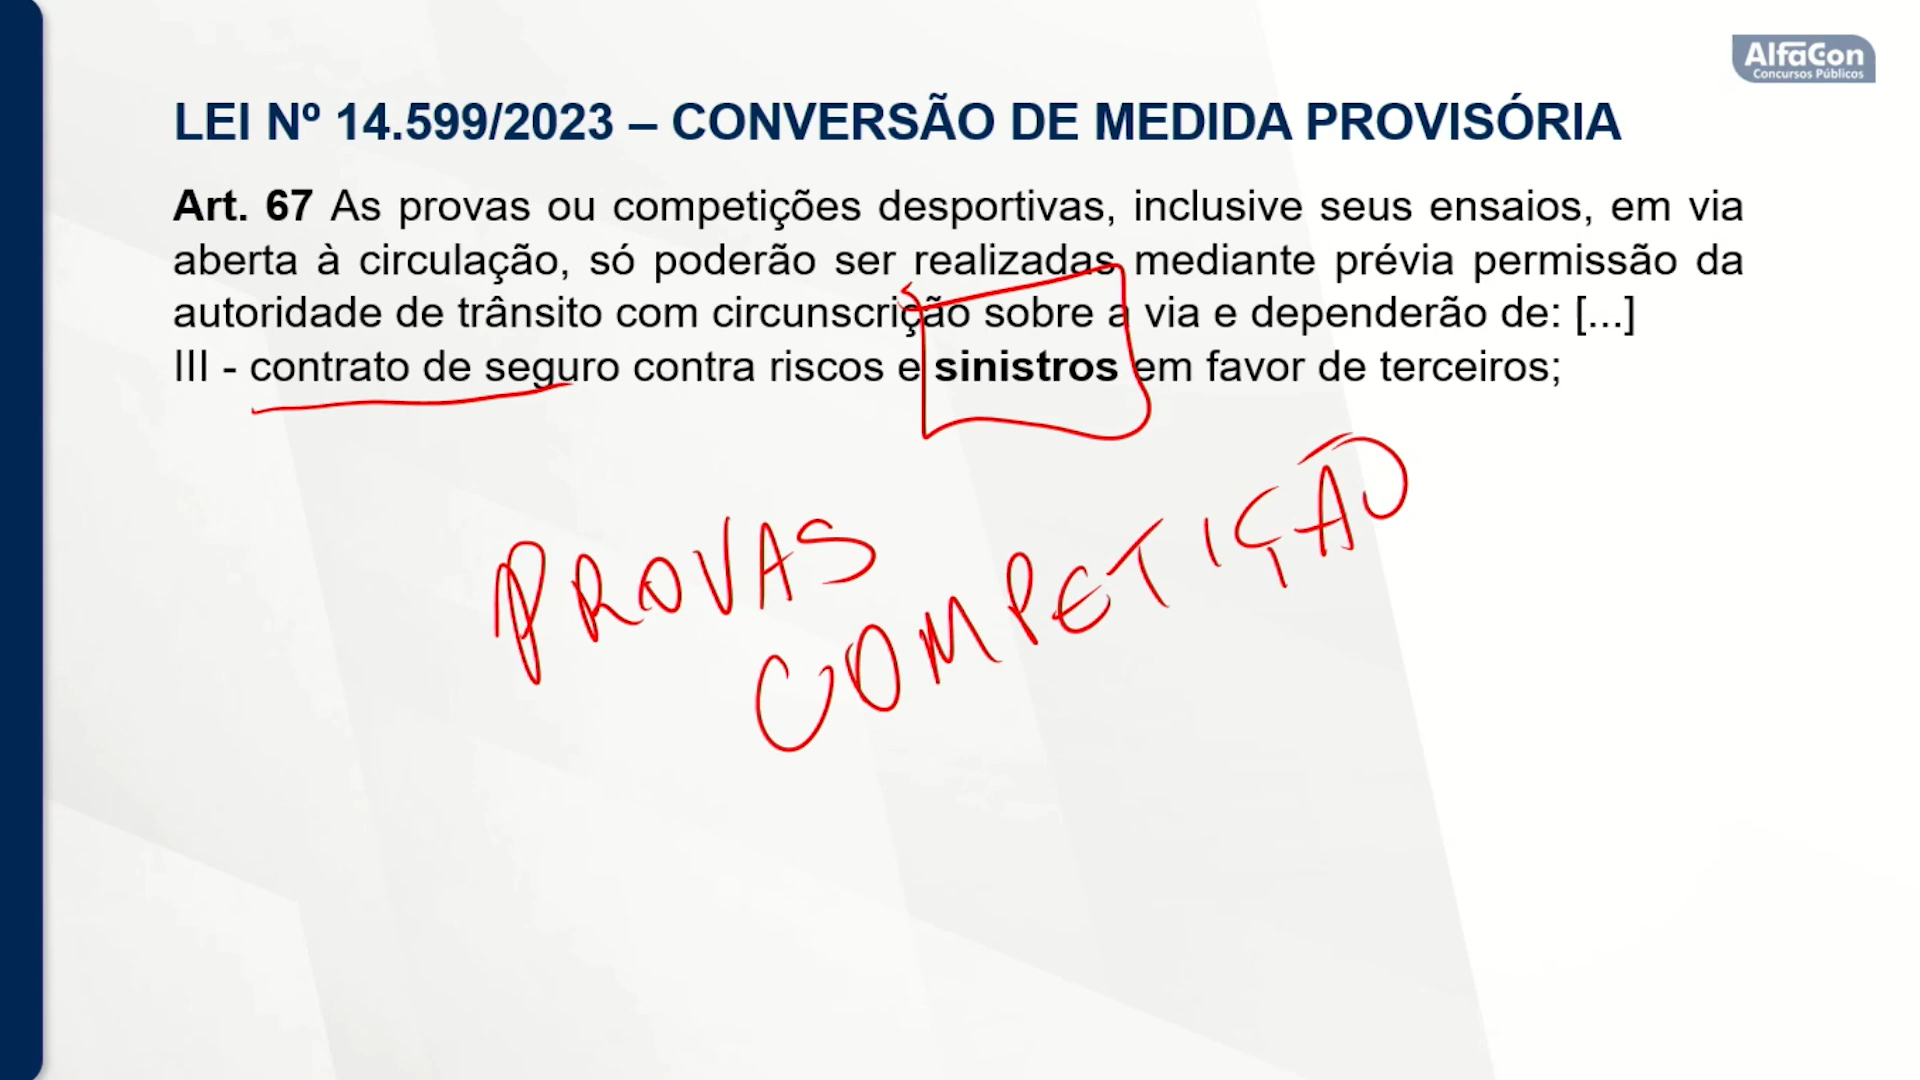 AlfaCon
Concursos Públicos
LEI Nº 14.599/2023 – CONVERSÃO DE MEDIDA PROVISÓRIA
Art. 67 As provas ou competições desportivas, inclusive seus ensaios, em via
aberta à circulação, só poderão ser realizadas mediante prévia permissão da
autoridade de trânsito com circunscrição sobre a via e dependerão de: [...]
III - contrato de seguro contra riscos e sinistros em favor de terceiros;
PROVAS
COMPETIÇÃO